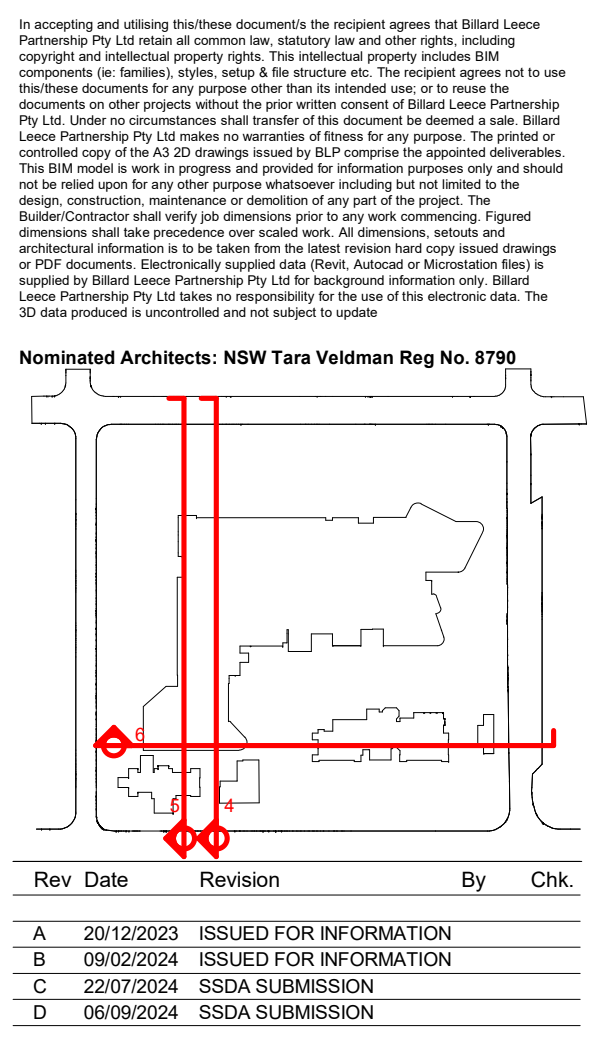 In accepting and utilising this/these document/s the recipient agrees that Billard Leece
Partnership Pty Ltd retain all common law, statutory law and other rights, including
copyright and intellectual property rights. This intellectual property includes BIM
components (ie: families), styles, setup & file structure etc. The recipient agrees not to use
this/these documents for any purpose other than its intended use; or to reuse the
documents on other projects without the prior written consent of Billard Leece Partnership
Pty Ltd. Under no circumstances shall transfer of this document be deemed a sale. Billard
Leece Partnership Pty Ltd makes no warranties of fitness for any purpose. The printed or
controlled copy of the A3 2D drawings issued by BLP comprise the appointed deliverables.
This BIM model is work in progress and provided for information purposes only and should
not be relied upon for any other purpose whatsoever including but not limited to the
design, construction, maintenance or demolition of any part of the project. The
Builder/Contractor shall verify job dimensions prior to any work commencing. Figured
dimensions shall take precedence over scaled work. All dimensions, setouts and
architectural information is to be taken from the latest revision hard copy issued drawings
or PDF documents. Electronically supplied data (Revit, Autocad or Microstation files) is
supplied by Billard Leece Partnership Pty Ltd for background information only. Billard
Leece Partnership Pty Ltd takes no responsibility for the use of this electronic data. The
3D data produced is uncontrolled and not subject to update
Nominated Architects: NSW Tara Veldman Reg No. 8790
6
5
4
Rev Date Revision By Chk.
A 20/12/2023 ISSUED FOR INFORMATION
B 09/02/2024 ISSUED FOR INFORMATION
C 22/07/2024 SSDA SUBMISSION
D 06/09/2024 SSDA SUBMISSION